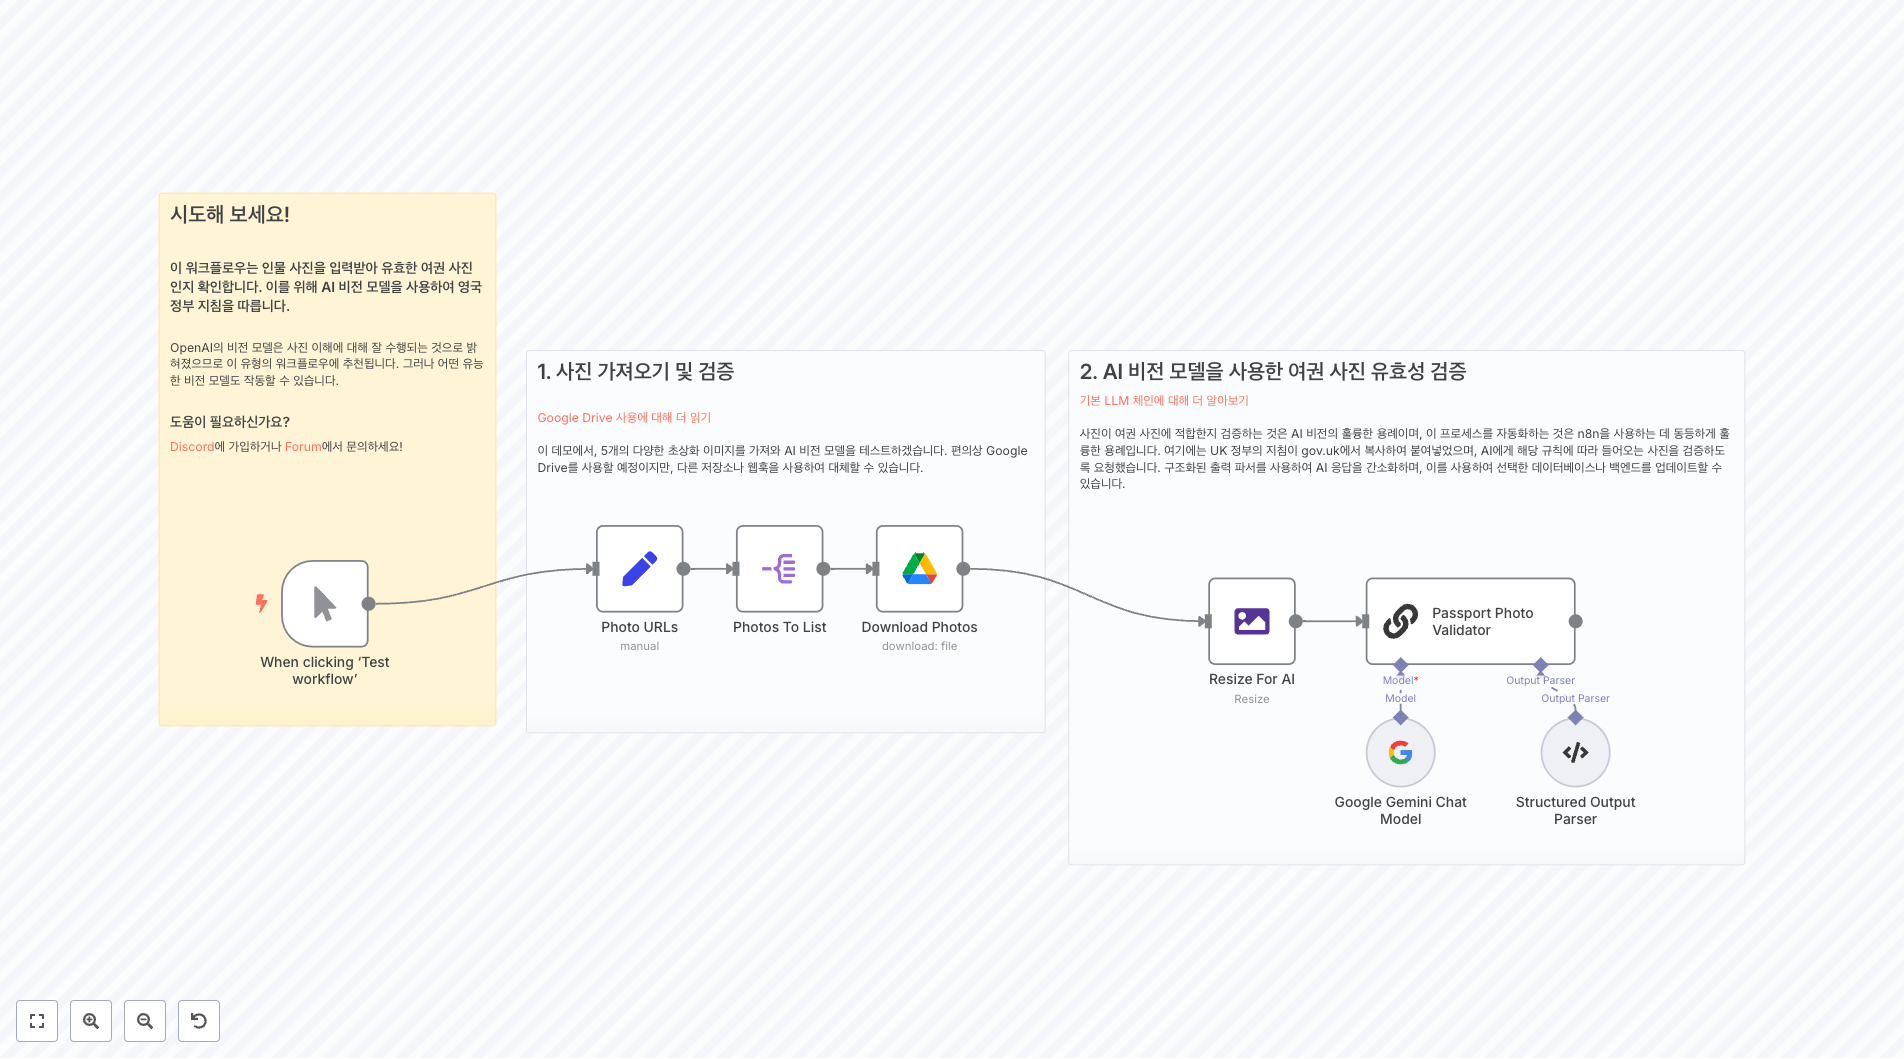 시도해 보세요!
이 워크플로우는 인물 사진을 입력받아 유효한 여권 사진
인지 확인합니다. 이를 위해 AI 비전 모델을 사용하여 영국
정부 지침을 따릅니다.
OpenAI의 비전 모델은 사진 이해에 대해 잘 수행되는 것으로 밝
혀졌으므로 이 유형의 워크플로우에 추천됩니다. 그러나 어떤 유능
한 비전 모델도 작동할 수 있습니다.
도움이 필요하신가요?
Discord에 가입하거나 Forum에서 문의하세요!
When clicking ‘Test
workflow’
1. 사진 가져오기 및 검증
Google Drive 사용에 대해 더 읽기
이 데모에서, 5개의 다양한 초상화 이미지를 가져와 AI 비전 모델을 테스트하겠습니다. 편의상 Google
Drive를 사용할 예정이지만, 다른 저장소나 웹훅을 사용하여 대체할 수 있습니다.
Photo URLs
manual
Photos To List
Download Photos
download: file
2. AI 비전 모델을 사용한 여권 사진 유효성 검증
기본 LLM 체인에 대해 더 알아보기
사진이 여권 사진에 적합한지 검증하는 것은 AI 비전의 훌륭한 용례이며, 이 프로세스를 자동화하는 것은 n8n을 사용하는 데 동등하게 훌
륭한 용례입니다. 여기에는 UK 정부의 지침이 gov.uk에서 복사하여 붙여넣었으며, AI에게 해당 규칙에 따라 들어오는 사진을 검증하도
록 요청했습니다. 구조화된 출력 파서를 사용하여 AI 응답을 간소화하며, 이를 사용하여 선택한 데이터베이스나 백엔드를 업데이트할 수
있습니다.
Resize For AI
Resize
Passport Photo
Validator
Model*
Model
Output Parser
Output Parser
Google Gemini Chat
Model
Structured Output
Parser